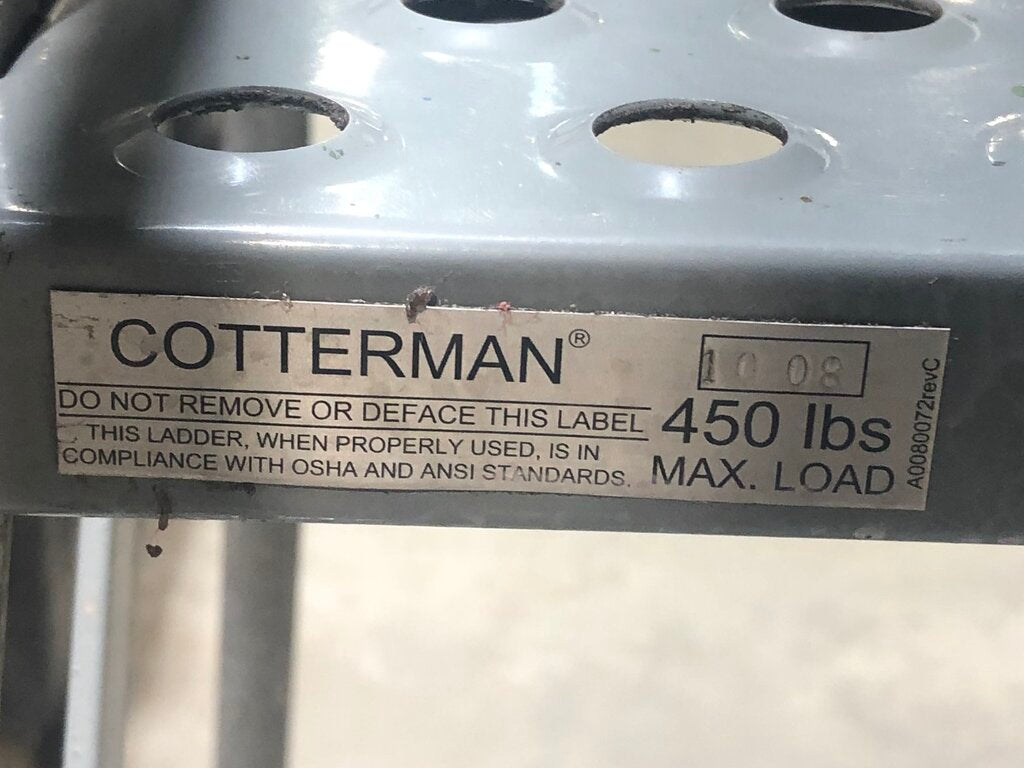 COTTERMAN®
DO NOT REMOVE OR DEFACE THIS LABEL
THIS LADDER, WHEN PROPERLY USED, IS IN
COMPLIANCE WITH OSHA AND ANSI STANDARDS.
10 08
450 lbs
MAX. LOAD
A0080072revC